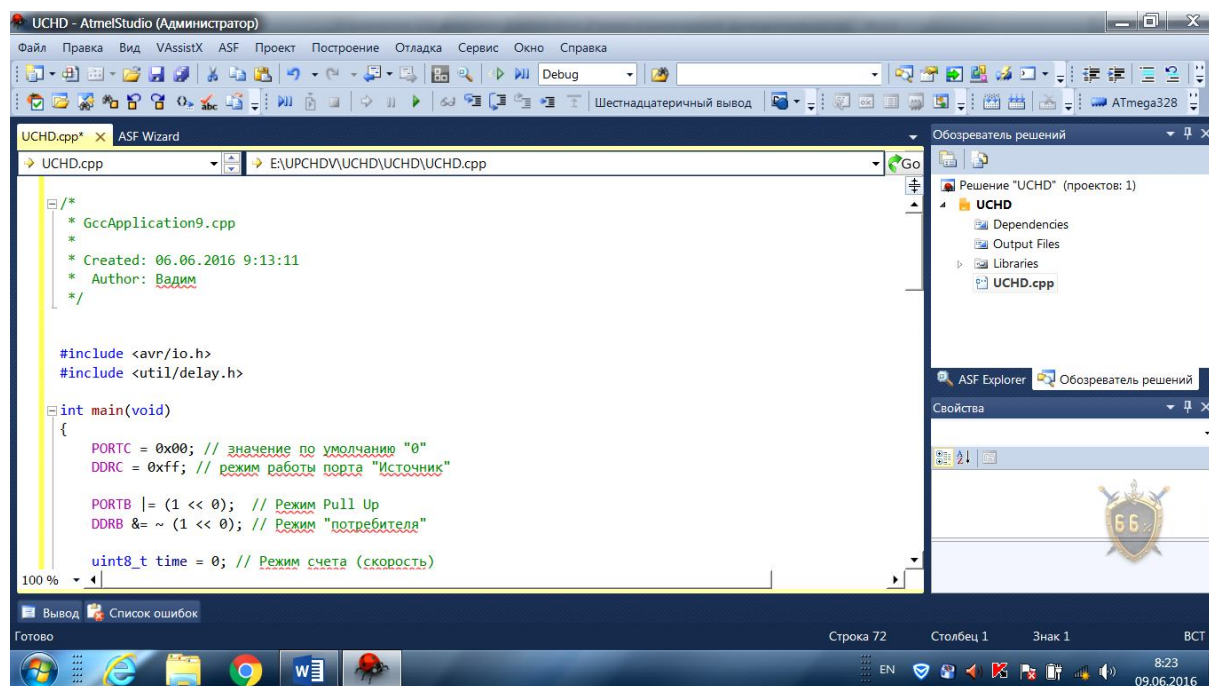 UCHD - AtmelStudio (Администратор)
Файл Правка Вид VAssistX ASF Проект Построение Отладка Сервис Окно Справка
Debug
Шестнадцатеричный вывод
ATmega328
UCHD.cpp* ASF Wizard
UCHD.cpp
E:\UPCHDV\UCHD\UCHD\UCHD.cpp
Go
/*
* GccApplication9.cpp
*
* Created: 06.06.2016 9:13:11
* Author: Вадим
*/
#include <avr/io.h>
#include <util/delay.h>
int main(void)
{
PORTC = 0x00; // значение по умолчанию "0"
DDRC = 0xff; // режим работы порта "Источник"
PORTB |= (1 << 0); // Режим Pull Up
DDRB &= ~ (1 << 0); // Режим "потребителя"
uint8_t time = 0; // Режим счета (скорость)
100 %
Обозреватель решений
Решение "UCHD" (проектов: 1)
UCHD
Dependencies
Output Files
Libraries
UCHD.cpp
ASF Explorer Обозреватель решений
Свойства
66%
Вывод Список ошибок
Готово
Строка 72 Столбец 1 Знак 1 ВСТ
EN
8:23
09.06.2016